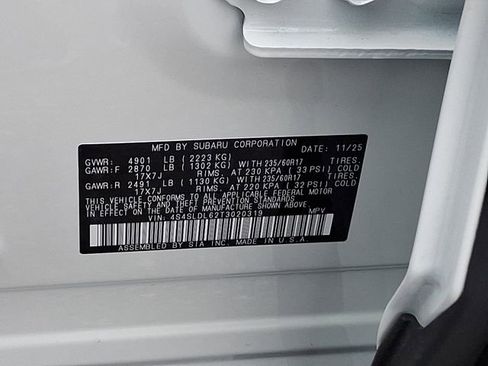 MFD BY SUBARU CORPORATION DATE: 11/25
GVWR: 4901 LB (2223 KG)
GAWR:F 2870 LB (1302 KG) WITH 235/60R17 TIRES.
17X7J RIMS. AT 230 KPA (33 PSI) COLD.
GAWR:R 2491 LB (1130 KG) WITH 235/60R17 TIRES.
17X7J RIMS. AT 220 KPA (32 PSI) COLD.
THIS VEHICLE CONFORMS TO ALL APPLICABLE FEDERAL MOTOR
VEHICLE SAFETY AND THEFT PREVENTION STANDARDS
IN EFFECT ON THE DATE OF MANUFACTURE SHOWN ABOVE.
VIN: 4S4SLDL62T3020319 MPV
ASSEMBLED BY SIA INC. MADE IN U.S.A.